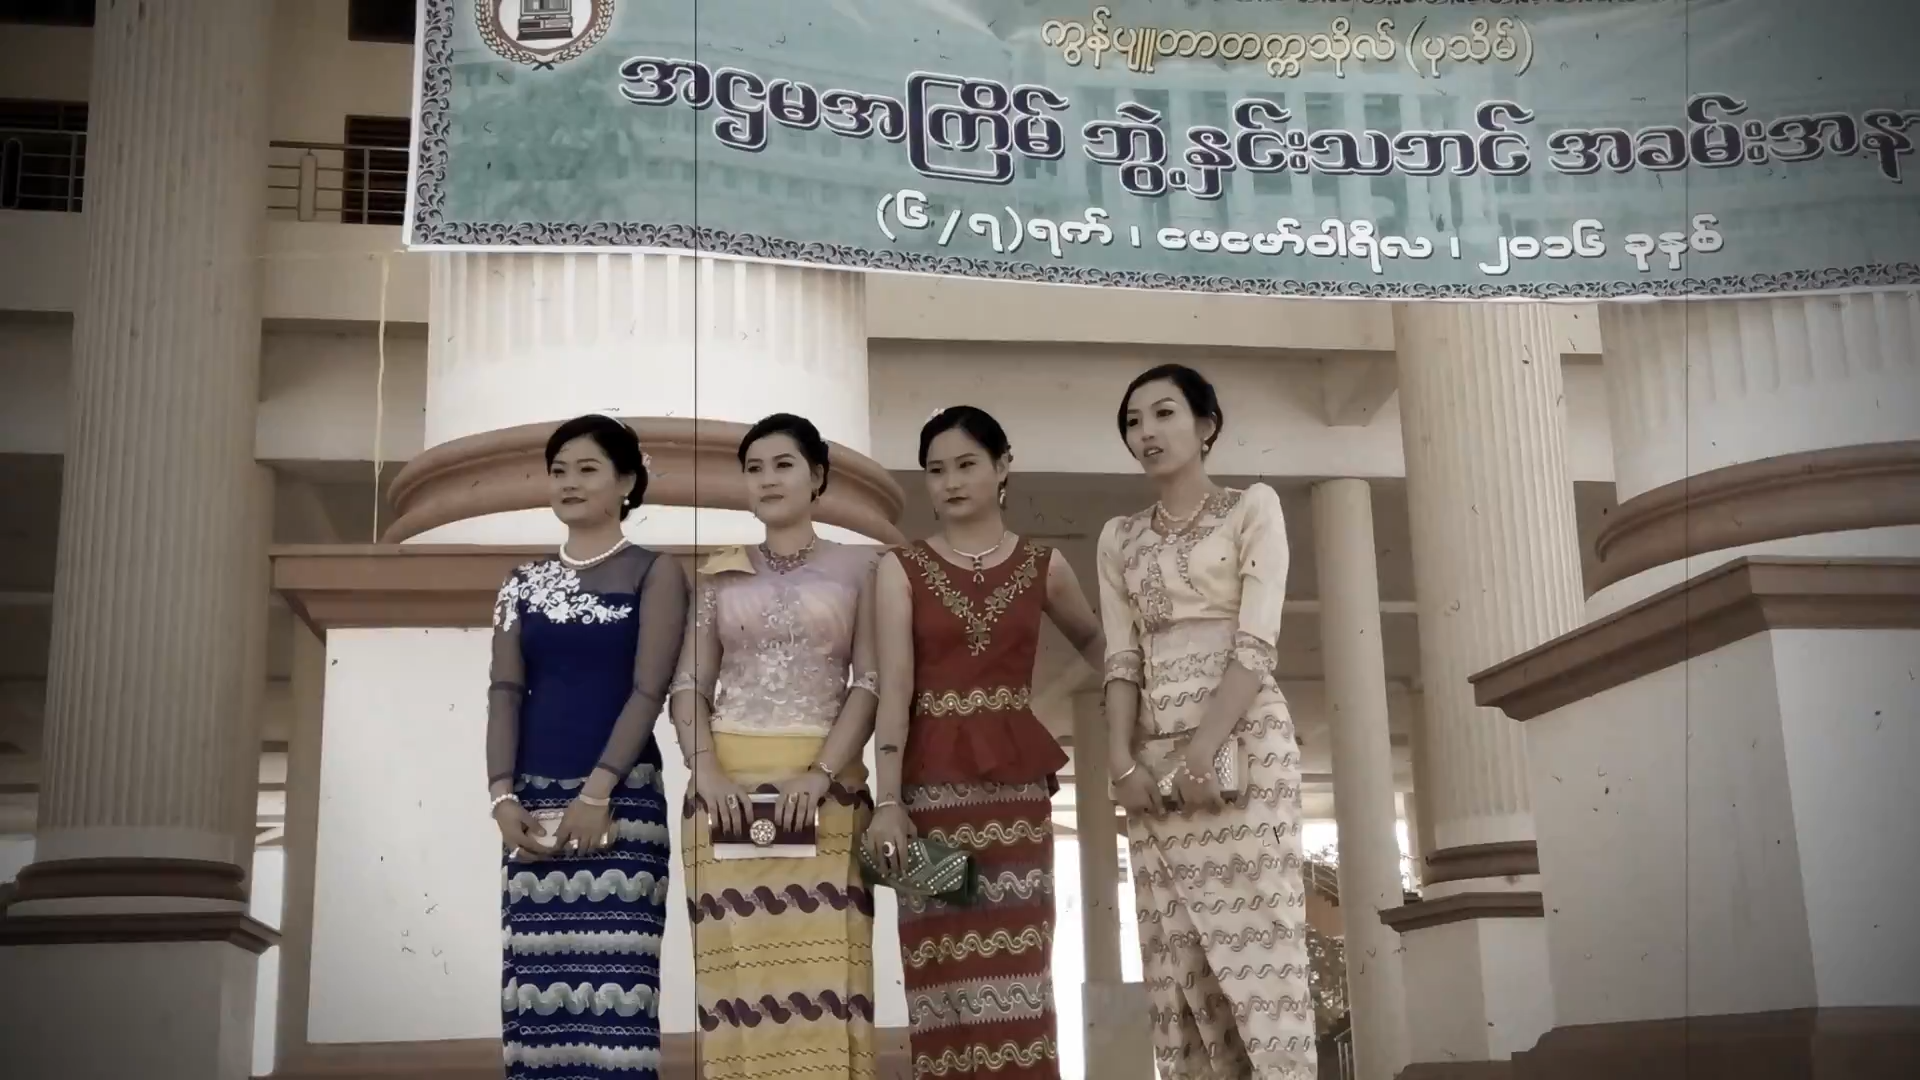 ကွန်ပျူတာတက္ကသိုလ် (ပုသိမ်)
အဋ္ဌမအကြိမ် ဘွဲ့နှင်းသဘင် အခမ်းအန
(၆/၇)ရက်၊ ဖေဖော်ဝါရီလ၊ ၂၀၁၆ ခုနှစ်